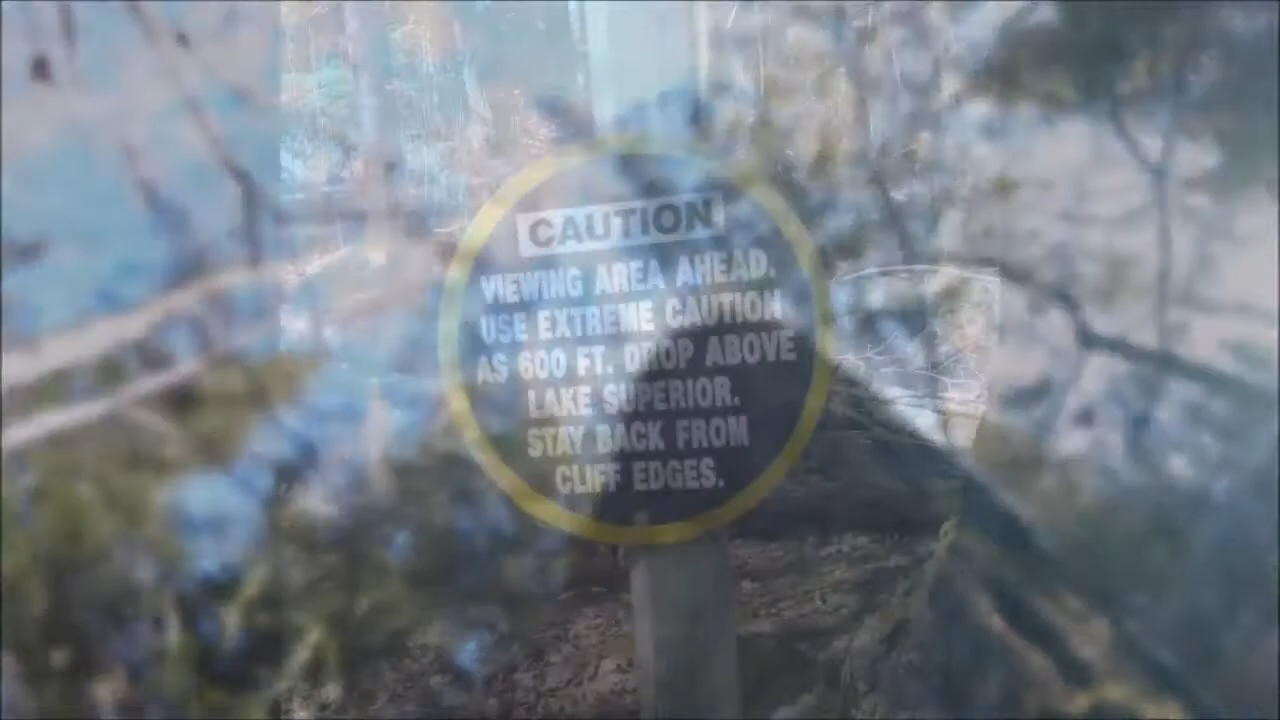 CAUTION
VIEWING AREA AHEAD.
USE EXTREME CAUTION
AS 600 FT. DROP ABOVE
LAKE SUPERIOR.
STAY BACK FROM
CLIFF EDGES.